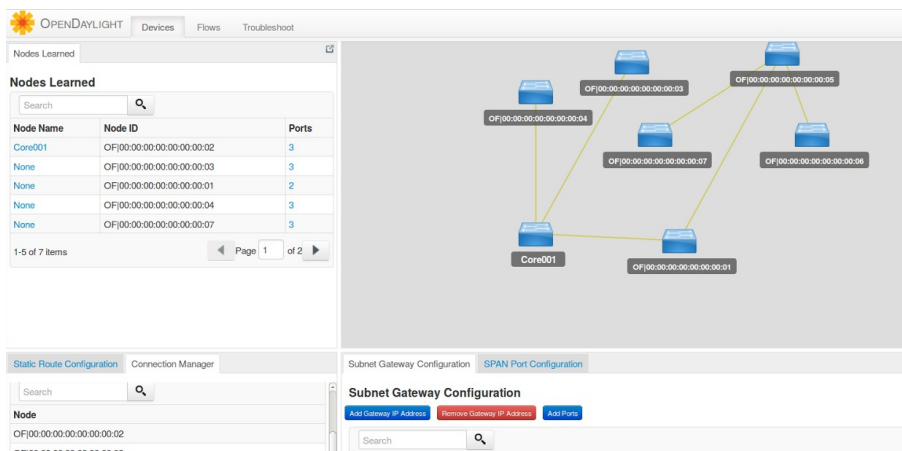 OPENDAYLIGHT Devices Flows Troubleshoot
Nodes Learned
Nodes Learned
Search
Node Name Node ID Ports
Core001 OF|00:00:00:00:00:00:00:02 3
None OF|00:00:00:00:00:00:00:03 3
None OF|00:00:00:00:00:00:00:01 2
None OF|00:00:00:00:00:00:00:04 3
None OF|00:00:00:00:00:00:00:07 3
1-5 of 7 items Page 1 of 2
OF|00:00:00:00:00:00:00:05
OF|00:00:00:00:00:00:00:03
OF|00:00:00:00:00:00:00:04
OF|00:00:00:00:00:00:00:07
OF|00:00:00:00:00:00:00:06
Core001
OF|00:00:00:00:00:00:00:01
Static Route Configuration Connection Manager
Search
Node
OF|00:00:00:00:00:00:00:02
Subnet Gateway Configuration SPAN Port Configuration
Subnet Gateway Configuration
Add Gateway IP Address Remove Gateway IP Address Add Ports
Search